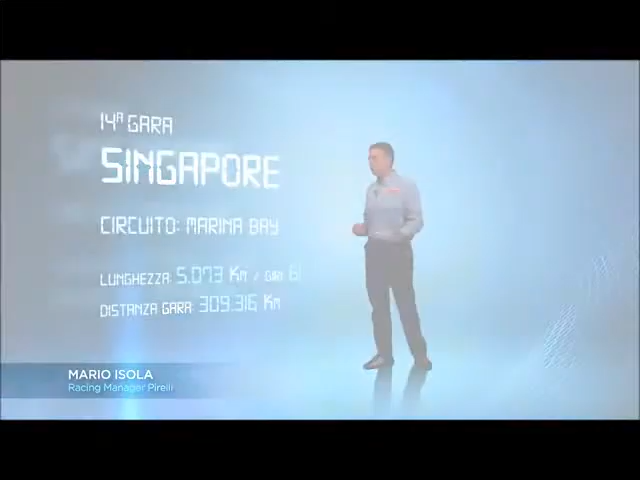 14ª GARA
SINGAPORE
CIRCUITO: MARINA BAY
LUNGHEZZA: 5.073 Km / GIRI 61
DISTANZA GARA: 309.316 Km
MARIO ISOLA
Racing Manager Pirelli